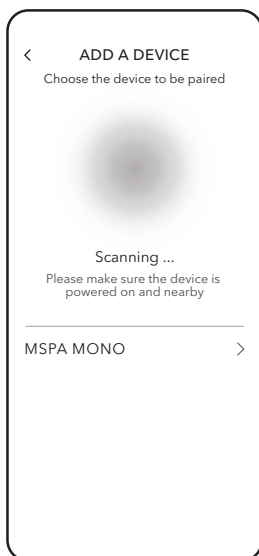 ADD A DEVICE
Choose the device to be paired
Scanning ...
Please make sure the device is
powered on and nearby
MSPA MONO